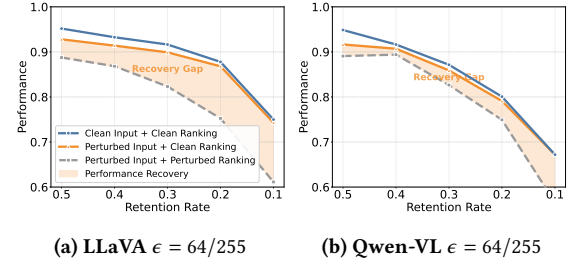 1.0
0.9
0.8
0.7
0.6
Performance
Recovery Gap
Clean Input + Clean Ranking
Perturbed Input + Clean Ranking
Perturbed Input + Perturbed Ranking
Performance Recovery
0.5 0.4 0.3 0.2 0.1
Retention Rate
(a) LLaVA ϵ = 64/255
1.0
0.9
0.8
0.7
0.6
Performance
Recovery Gap
0.5 0.4 0.3 0.2 0.1
Retention Rate
(b) Qwen-VL ϵ = 64/255